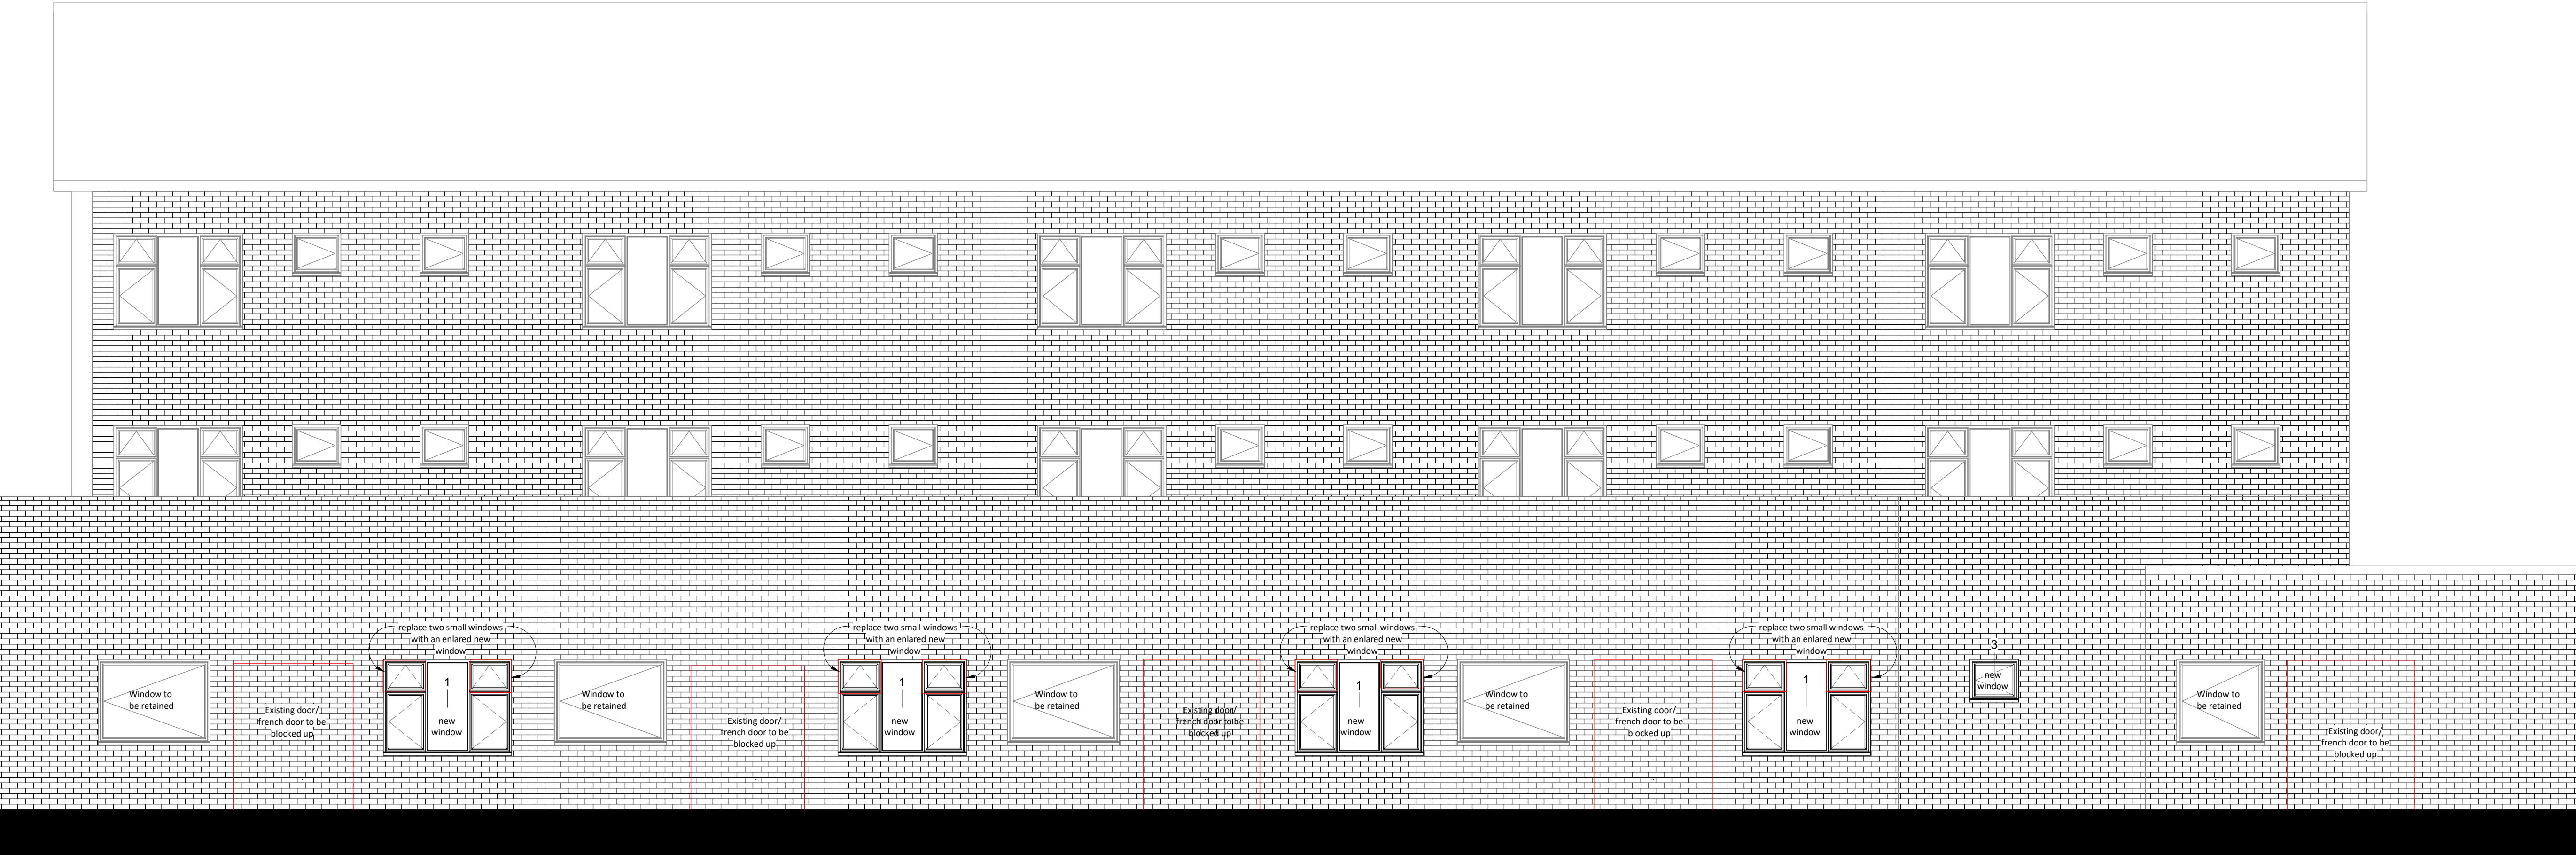 replace two small windows
with an enlared new
window
replace two small windows
with an enlared new
window
replace two small windows
with an enlared new
window
replace two small windows
with an enlared new
window
3
Window to
be retained
Existing door/
french door to be
blocked up
1
new
window
Window to
be retained
Existing door/
french door to be
blocked up
1
new
window
Window to
be retained
Existing door/
french door to be
blocked up
1
new
window
Window to
be retained
Existing door/
french door to be
blocked up
1
new
window
new
window
Window to
be retained
Existing door/
french door to be
blocked up